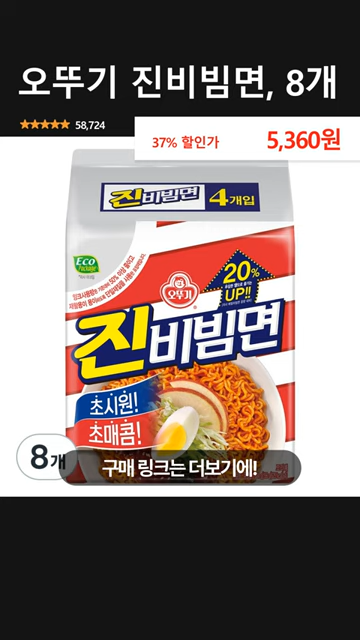 오뚜기 진비빔면, 8개
★★★★★ 58,724
37% 할인가 5,360원
진비빔면 4개입
ECO
Package
오뚜기
20%
UP!!
진비빔면
초시원!
초매콤!
8개
구매 링크는 더보기에!